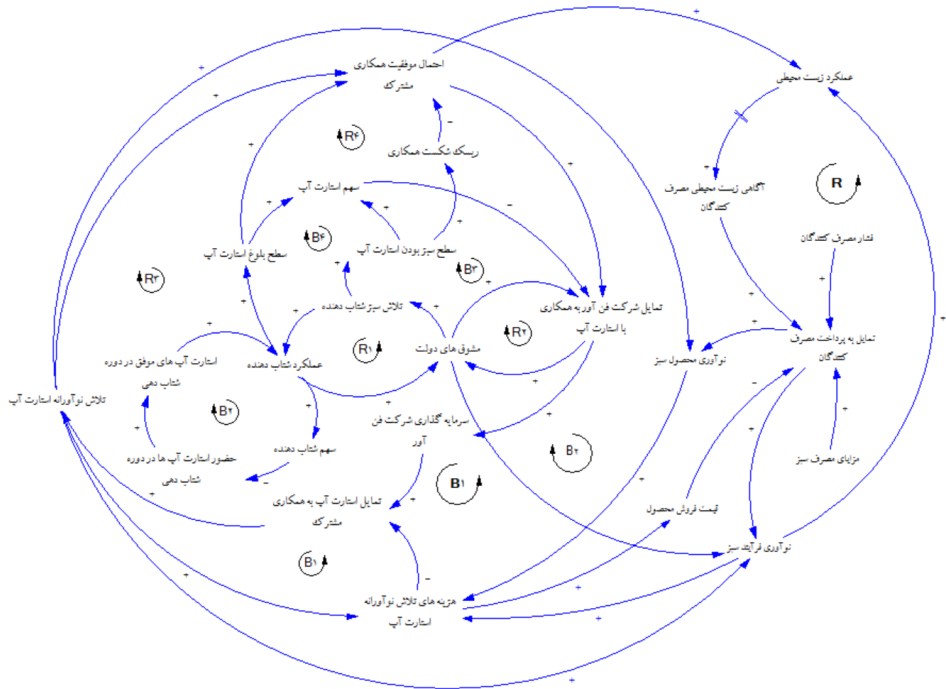 احتمال موفقیت همکاری
مشترک
عملکرد زیست محیطی
R۴
ریسک شکست همکاری
سهم استارت آپ
آگاهی زیست محیطی مصرف
کنندگان
R
فشار مصرف کنندگان
سطح بلوغ استارت آپ
B۴
سطح سبز بودن استارت آپ
B۳
R۳
تلاش سبز شتاب دهنده
تمایل شرکت فن آور به همکاری
با استارت آپ
استارت آپ های موفق در دوره
شتاب دهی
عملکرد شتاب دهنده
R۱
مشوق های دولت
R۲
نوآوری محصول سبز
تمایل به پرداخت مصرف
کنندگان
تلاش نوآورانه استارت آپ
B۲
سرمایه گذاری شرکت فن
آور
حضور استارت آپ ها در دوره
شتاب دهی
سهم شتاب دهنده
B۲
مزایای مصرف سبز
B۱
تمایل استارت آپ به همکاری
مشترک
قیمت فروش محصول
نوآوری فرآیند سبز
B۱
هزینه های تلاش نوآورانه
استارت آپ